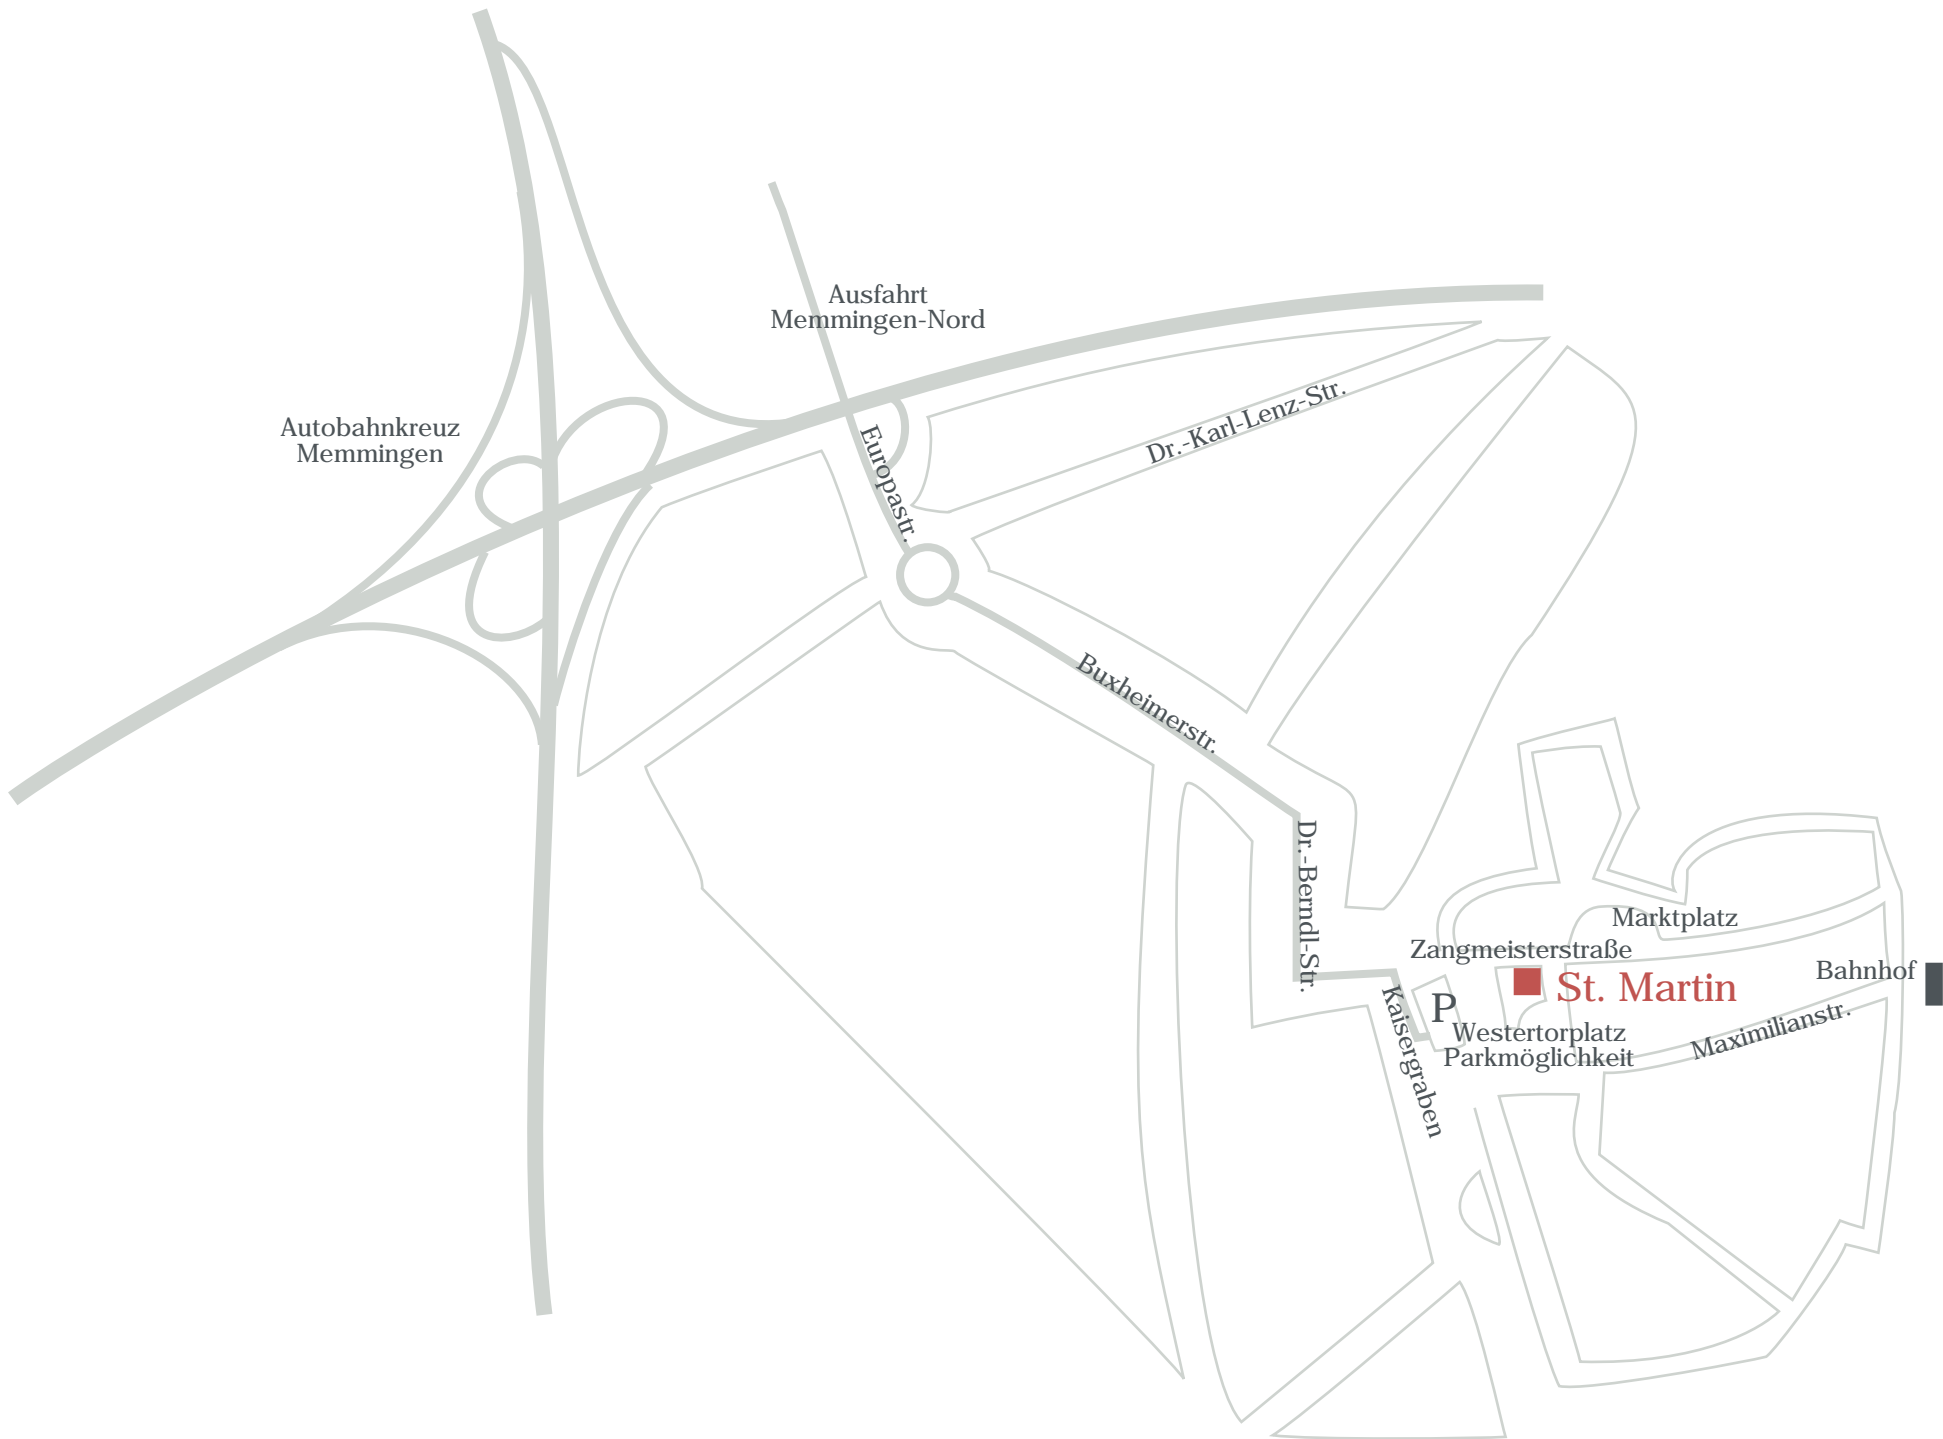 Ausfahrt
Memmingen-Nord
Autobahnkreuz
Memmingen
Europastr.
Dr.-Karl-Lenz-Str.
Buxheimerstr.
Dr.-Berndl-Str.
Marktplatz
Zangmeisterstraße
Bahnhof
St. Martin
P
Kaisergraben
Westertorplatz
Parkmöglichkeit
Maximilianstr.